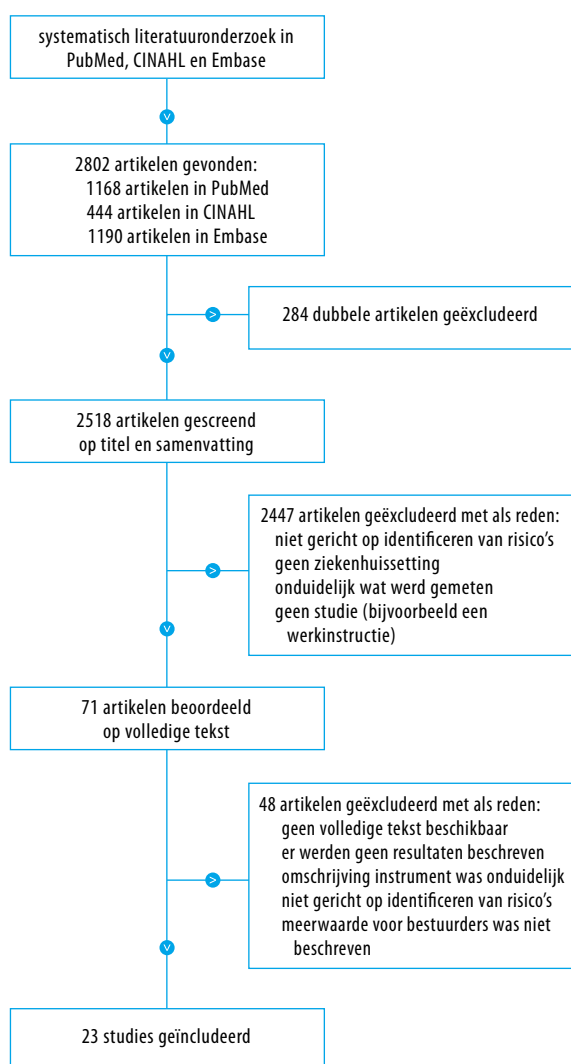 systematisch literatuuronderzoek in
PubMed, CINAHL en Embase
2802 artikelen gevonden:
1168 artikelen in PubMed
444 artikelen in CINAHL
1190 artikelen in Embase
284 dubbele artikelen geëxcludeerd
2518 artikelen gescreend
op titel en samenvatting
2447 artikelen geëxcludeerd met als reden:
niet gericht op identificeren van risico's
geen ziekenhuissetting
onduidelijk wat werd gemeten
geen studie (bijvoorbeeld een
werkinstructie)
71 artikelen beoordeeld
op volledige tekst
48 artikelen geëxcludeerd met als reden:
geen volledige tekst beschikbaar
er werden geen resultaten beschreven
omschrijving instrument was onduidelijk
niet gericht op identificeren van risico's
meerwaarde voor bestuurders was niet
beschreven
23 studies geïncludeerd